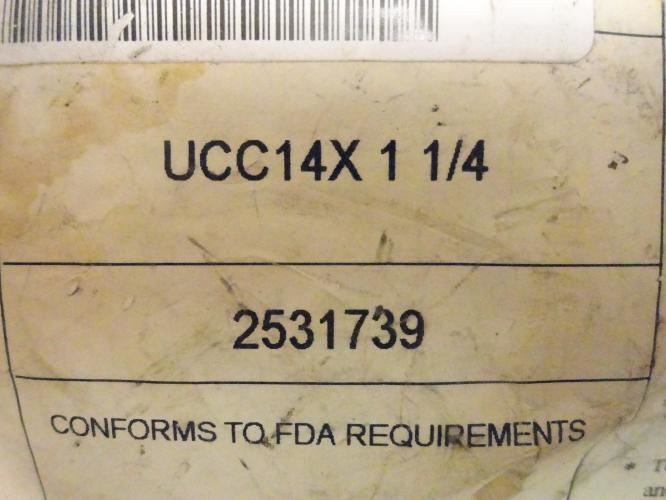 UCC14X 1 1/4
2531739
CONFORMS TO FDA REQUIREMENTS